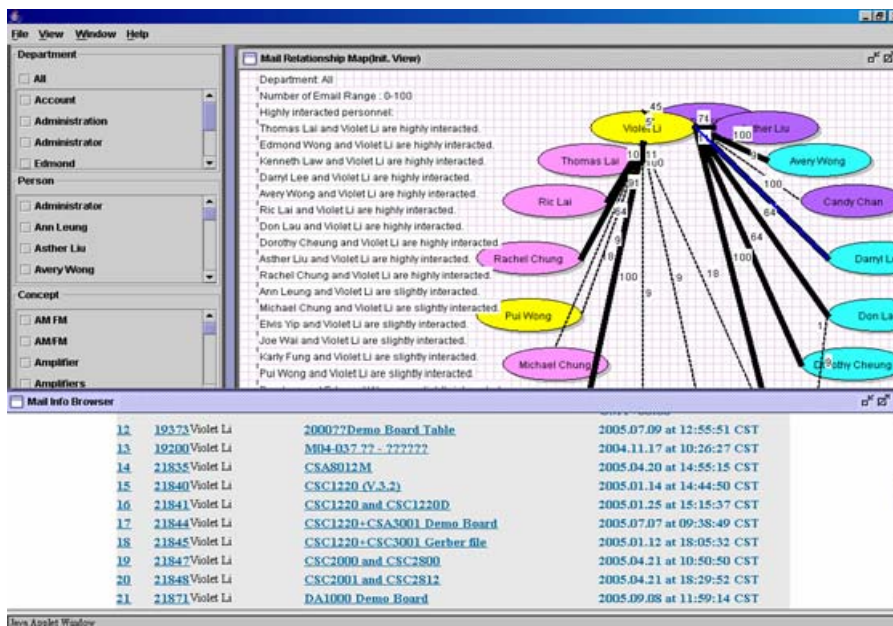 File View Window Help
Department
All
Account
Administration
Administrator
Edmond
Person
Administrator
Ann Leung
Asther Liu
Avery Wong
Concept
AM FM
AM/FM
Amplifier
Amplifiers
Mail Relationship Map(Init. View)
Department: All
Number of Email Range : 0-100
Highly interacted personnel:
Thomas Lai and Violet Li are highly interacted.
Edmond Wong and Violet Li are highly interacted.
Kenneth Law and Violet Li are highly interacted.
Darryl Lee and Violet Li are highly interacted.
Avery Wong and Violet Li are highly interacted.
Ric Lai and Violet Li are highly interacted.
Don Lau and Violet Li are highly interacted.
Dorothy Cheung and Violet Li are highly interacted.
Asther Liu and Violet Li are highly interacted.
Rachel Chung and Violet Li are highly interacted.
Ann Leung and Violet Li are slightly interacted.
Michael Chung and Violet Li are slightly interacted.
Elvis Yip and Violet Li are slightly interacted.
Joe Wai and Violet Li are slightly interacted.
Karly Fung and Violet Li are slightly interacted.
Pui Wong and Violet Li are slightly interacted.
45
Violet Li
71
ther Liu
100
Thomas Lai
10
11
9
Avery Wong
91
100
Ric Lai
64
Candy Chan
64
9
64
Rachel Chung
18
100
100
Darryl L
9
9
18
Pui Wong
Don La
Michael Chung
9
thy Cheung
Mail Info Browser
12 19373 Violet Li 2000??Demo Board Table 2005.07.09 at 12:55:51 CST
13 19200 Violet Li M04-037 ?? - ?????? 2004.11.17 at 10:26:27 CST
14 21835 Violet Li CSA8012M 2005.04.20 at 14:55:15 CST
15 21840 Violet Li CSC1220 (V.3.2) 2005.01.14 at 14:44:50 CST
16 21841 Violet Li CSC1220 and CSC1220D 2005.01.25 at 15:15:37 CST
17 21844 Violet Li CSC1220+CSA3001 Demo Board 2005.07.07 at 09:38:49 CST
18 21845 Violet Li CSC1220+CSC3001 Gerber file 2005.01.12 at 18:05:32 CST
19 21847 Violet Li CSC2000 and CSC2800 2005.04.21 at 10:50:50 CST
20 21848 Violet Li CSC2001 and CSC2812 2005.04.21 at 18:29:52 CST
21 21871 Violet Li DA1000 Demo Board 2005.09.08 at 11:59:14 CST
Java Applet Window